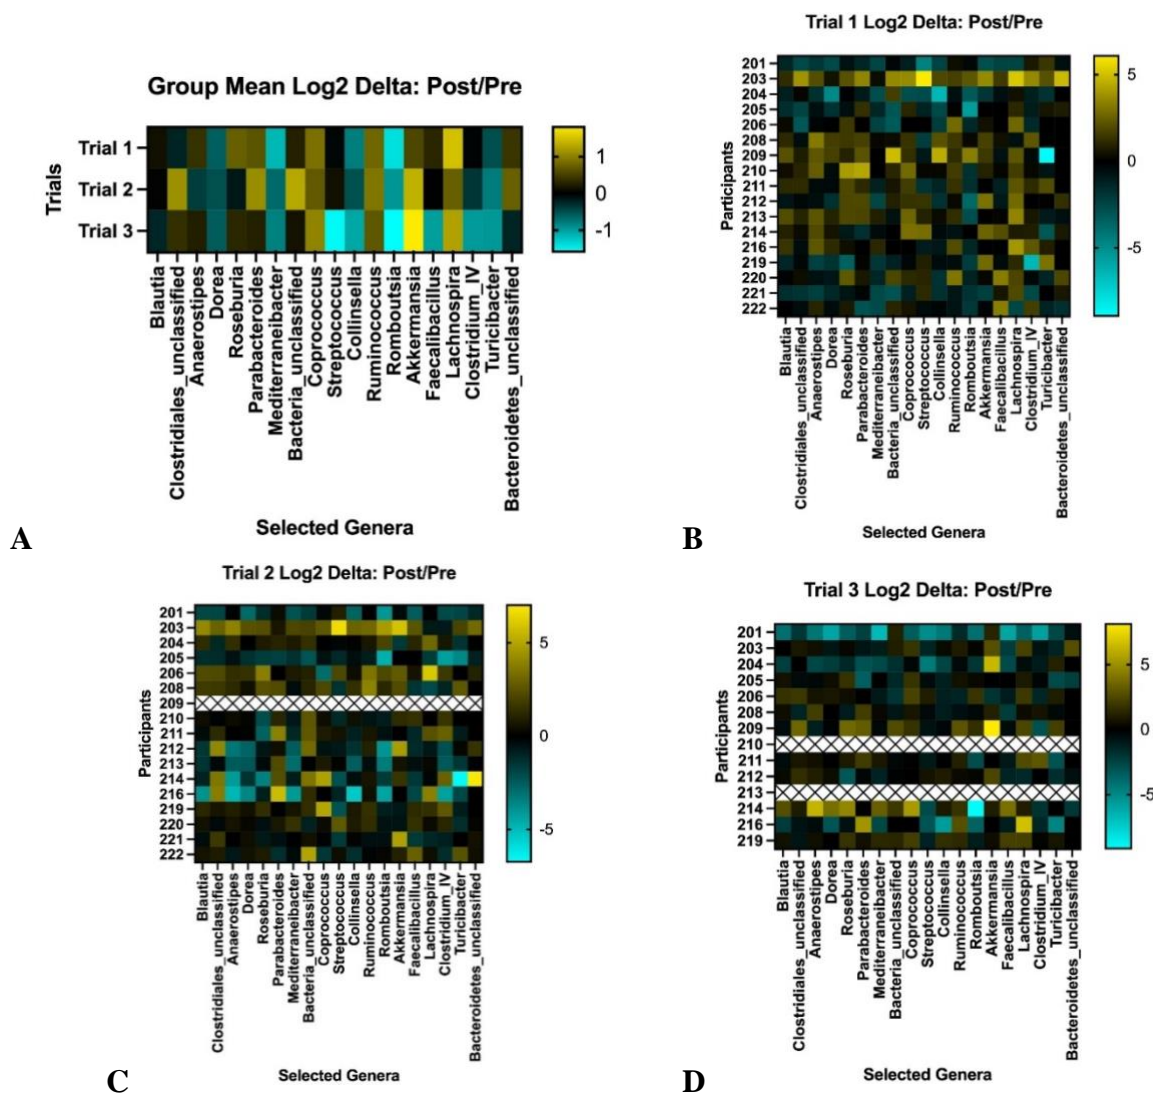 Group Mean Log2 Delta: Post/Pre
Trials
Trial 1
Trial 2
Trial 3
1
0
-1
Blautia
Clostridiales_unclassified
Anaerostipes
Dorea
Roseburia
Parabacteroides
Mediterraneibacter
Bacteria_unclassified
Coprococcus
Streptococcus
Collinsella
Ruminococcus
Romboutsia
Akkermansia
Faecalibacillus
Lachnospira
Clostridium_IV
Turicibacter
Bacteroidetes_unclassified
Selected Genera
A
Trial 1 Log2 Delta: Post/Pre
Participants
201
203
204
205
206
208
209
210
211
212
213
214
216
219
220
221
222
5
0
-5
Blautia
Clostridiales_unclassified
Anaerostipes
Dorea
Roseburia
Parabacteroides
Mediterraneibacter
Bacteria_unclassified
Coprococcus
Streptococcus
Collinsella
Ruminococcus
Romboutsia
Akkermansia
Faecalibacillus
Lachnospira
Clostridium_IV
Turicibacter
Bacteroidetes_unclassified
Selected Genera
B
Trial 2 Log2 Delta: Post/Pre
Participants
201
203
204
205
206
208
209
210
211
212
213
214
216
219
220
221
222
5
0
-5
Blautia
Clostridiales_unclassified
Anaerostipes
Dorea
Roseburia
Parabacteroides
Mediterraneibacter
Bacteria_unclassified
Coprococcus
Streptococcus
Collinsella
Ruminococcus
Romboutsia
Akkermansia
Faecalibacillus
Lachnospira
Clostridium_IV
Turicibacter
Bacteroidetes_unclassified
Selected Genera
C
Trial 3 Log2 Delta: Post/Pre
Participants
201
203
204
205
206
208
209
210
211
212
213
214
216
219
5
0
-5
Blautia
Clostridiales_unclassified
Anaerostipes
Dorea
Roseburia
Parabacteroides
Mediterraneibacter
Bacteria_unclassified
Coprococcus
Streptococcus
Collinsella
Ruminococcus
Romboutsia
Akkermansia
Faecalibacillus
Lachnospira
Clostridium_IV
Turicibacter
Bacteroidetes_unclassified
Selected Genera
D